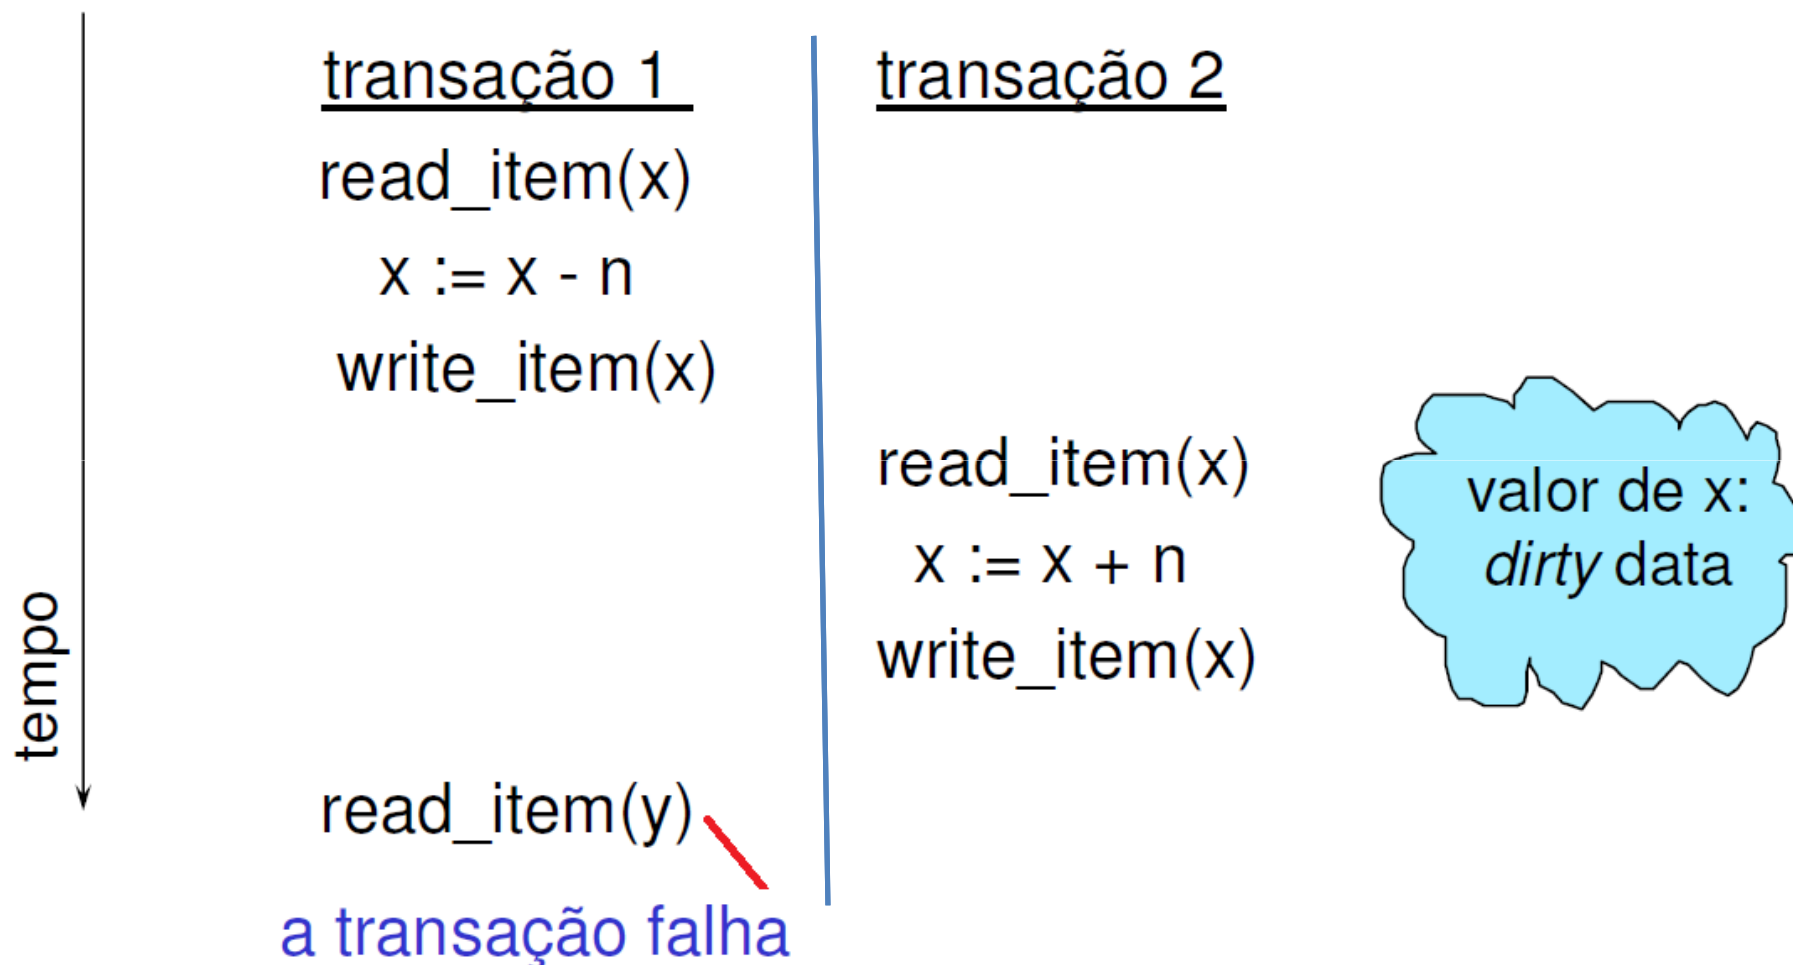 transação 1
transação 2
read_item(x)
x := x - n
write_item(x)
read_item(x)
x := x + n
write_item(x)
valor de x:
dirty data
tempo
read_item(y)
a transação falha